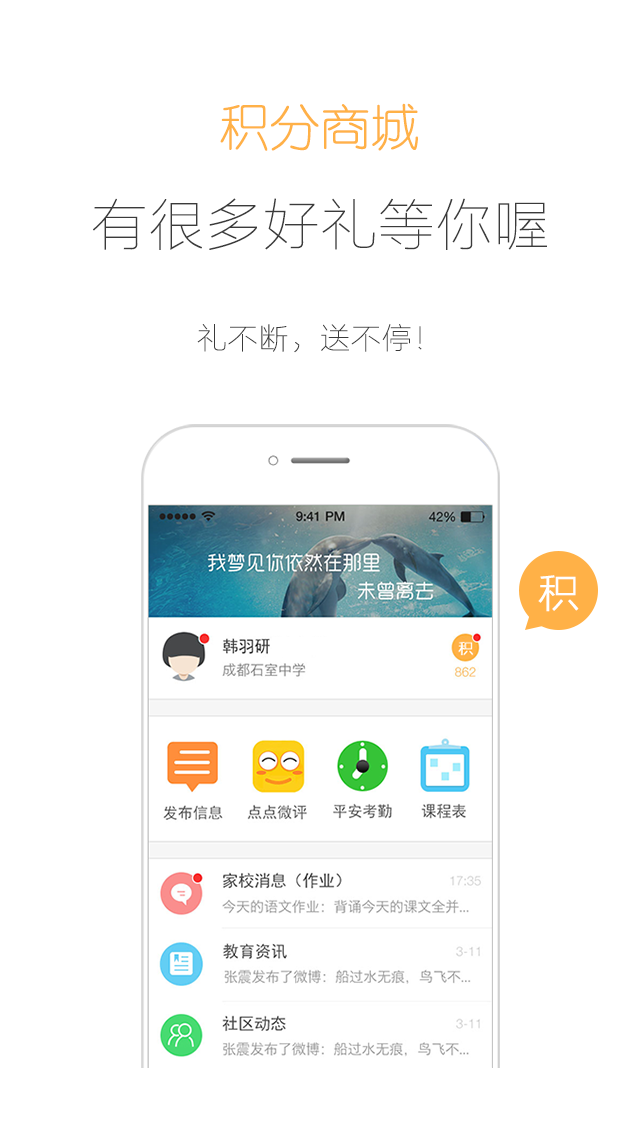 积分商城
有很多好礼等你喔
礼不断，送不停！
9:41 PM
42%
我梦见你依然在那里
未曾离去
积
韩羽研
积
成都石室中学
862
发布信息
点点微评
平安考勤
课程表
家校消息（作业）
17:35
今天的语文作业：背诵今天的课文全并...
教育资讯
3-11
张震发布了微博：船过水无痕，鸟飞不...
社区动态
3-11
张震发布了微博：船过水无痕，鸟飞不...